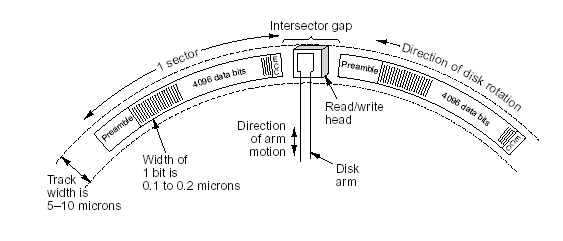 Intersector gap
1 sector
Direction of disk rotation
Preamble
4096 data bits
ECC
Preamble
4096 data bits
ECC
Read/write
head
Direction
of arm
motion
Disk
arm
Width of
1 bit is
0.1 to 0.2 microns
Track
width is
5–10 microns